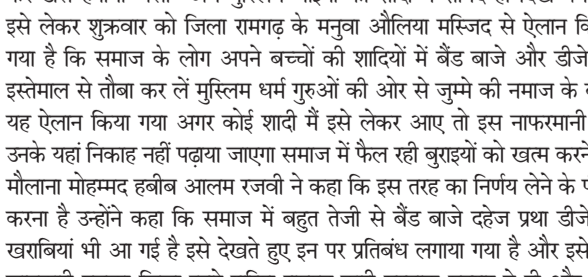 इसे लेकर शुक्रवार को जिला रामगढ़ के मनुवा औलिया मस्जिद से ऐलान
गया है कि समाज के लोग अपने बच्चों की शादियों में बैंड बाजे और डीजे
इस्तेमाल से तौबा कर लें मुस्लिम धर्म गुरुओं की ओर से जुम्मे की नमाज के
यह ऐलान किया गया अगर कोई शादी मैं इसे लेकर आए तो इस नाफरमानी
उनके यहां निकाह नहीं पढ़ाया जाएगा समाज में फैल रही बुराइयों को खत्म करने
मौलाना मोहम्मद हबीब आलम रजवी ने कहा कि इस तरह का निर्णय लेने के
करना है उन्होंने कहा कि समाज में बहुत तेजी से बैंड बाजे दहेज प्रथा डीजे
खराबियां भी आ गई है इसे देखते हुए इन पर प्रतिबंध लगाया गया है और इसे